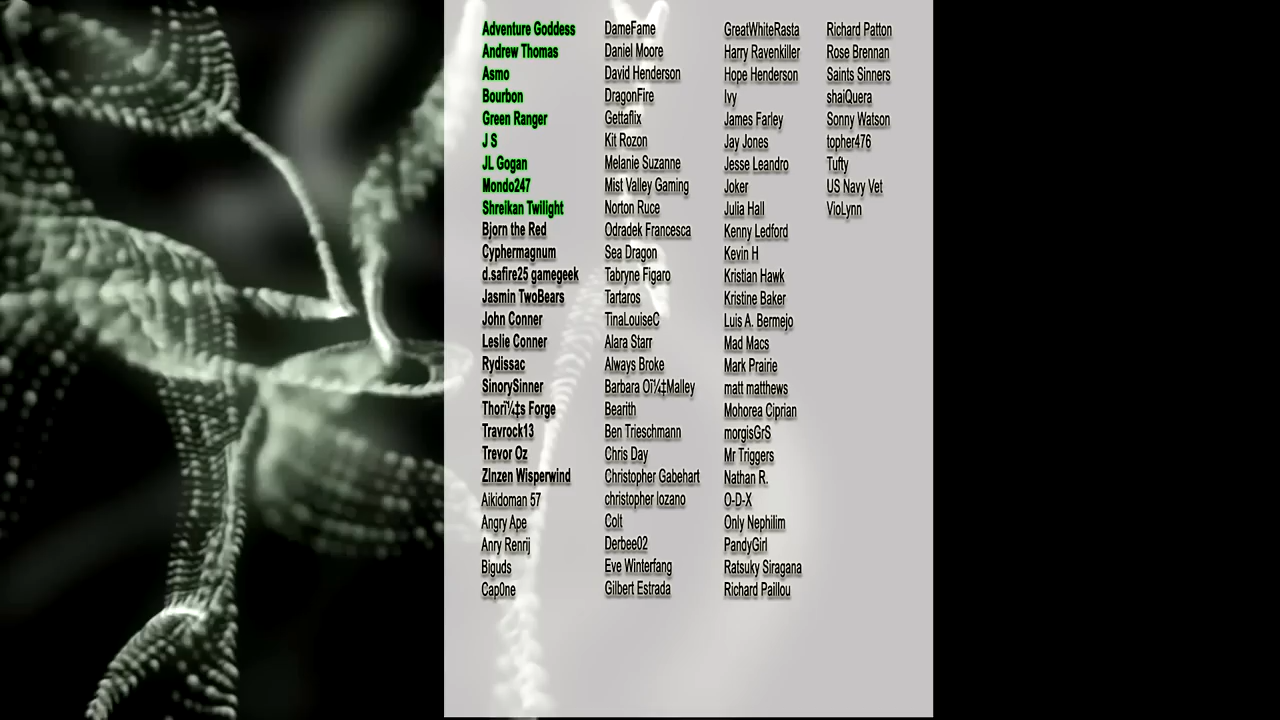 Adventure Goddess
Andrew Thomas
Asmo
Bourbon
Green Ranger
J S
JL Gogan
Mondo247
Shreikan Twilight
Bjorn the Red
Cyphermagnum
d.safire25 gamegeek
Jasmin TwoBears
John Conner
Leslie Conner
Rydissac
SinorySinner
Thorï¼‡s Forge
Travrock13
Trevor Oz
ZInzen Wisperwind
Aikidoman 57
Angry Ape
Anry Renrij
Biguds
Cap0ne
DameFame
Daniel Moore
David Henderson
DragonFire
Gettaflix
Kit Rozon
Melanie Suzanne
Mist Valley Gaming
Norton Ruce
Odradek Francesca
Sea Dragon
Tabryne Figaro
Tartaros
TinaLouiseC
Alara Starr
Always Broke
Barbara Oï¼‡Malley
Bearith
Ben Trieschmann
Chris Day
Christopher Gabehart
christopher lozano
Colt
Derbee02
Eve Winterfang
Gilbert Estrada
GreatWhiteRasta
Harry Ravenkiller
Hope Henderson
Ivy
James Farley
Jay Jones
Jesse Leandro
Joker
Julia Hall
Kenny Ledford
Kevin H
Kristian Hawk
Kristine Baker
Luis A. Bermejo
Mad Macs
Mark Prairie
matt matthews
Mohorea Ciprian
morgisGrS
Mr Triggers
Nathan R.
O-D-X
Only Nephilim
PandyGirl
Ratsuky Siragana
Richard Paillou
Richard Patton
Rose Brennan
Saints Sinners
shaiQuera
Sonny Watson
topher476
Tufty
US Navy Vet
VioLynn